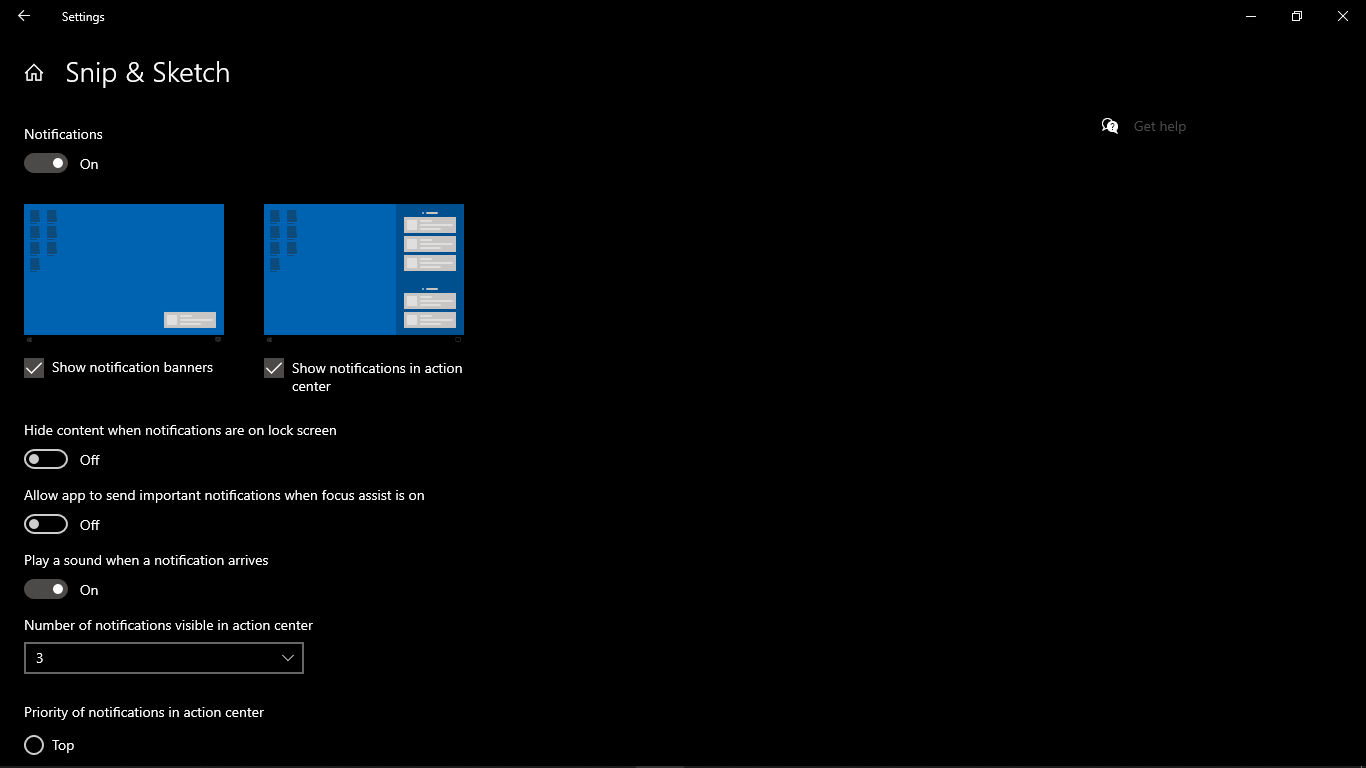 Settings
Snip & Sketch
Get help
Notifications
On
Show notification banners
Show notifications in action
center
Hide content when notifications are on lock screen
Off
Allow app to send important notifications when focus assist is on
Off
Play a sound when a notification arrives
On
Number of notifications visible in action center
3
Priority of notifications in action center
Top